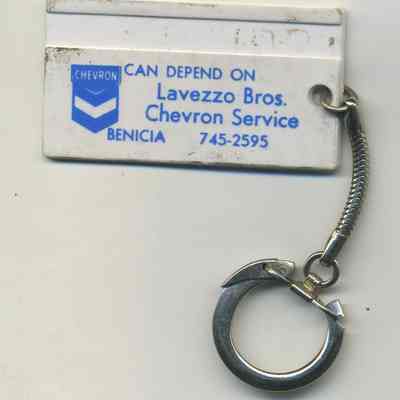 CHEVRON
CAN DEPEND ON
Lavezzo Bros.
Chevron Service
BENICIA 745-2595